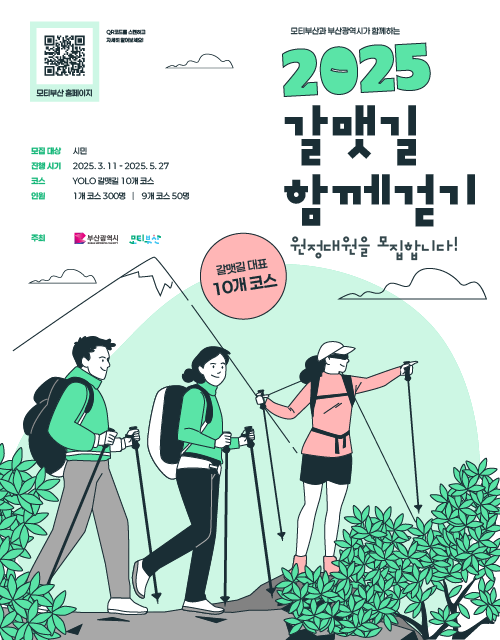 QR코드를 스캔하고
자세히 알아보세요!
모티부산 홈페이지
모티부산과 부산광역시가 함께하는
2025
갈맷길
함께걷기
원정대원을 모집합니다!
모집 대상 시민
진행 시기 2025. 3. 11 - 2025. 5. 27
코스 YOLO 갈맷길 10개 코스
인원 1개 코스 300명 | 9개 코스 50명
주최 부산광역시 모티부산
갈맷길 대표
10개 코스